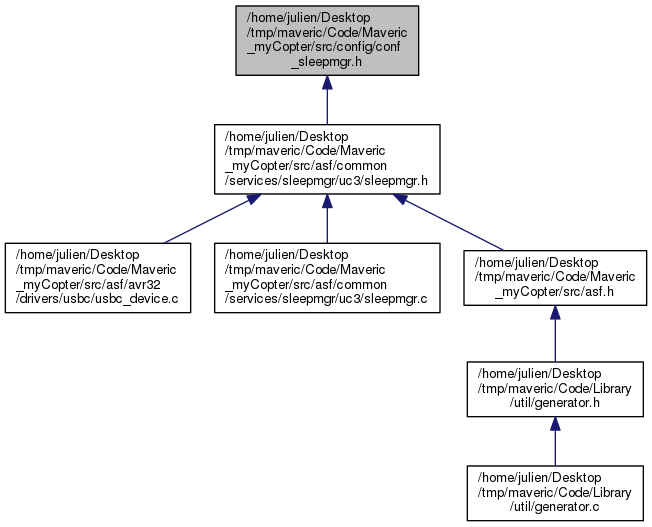 /home/julien/Desktop
/tmp/maveric/Code/Maveric
_myCopter/src/config/conf
_sleepmgr.h
/home/julien/Desktop
/tmp/maveric/Code/Maveric
_myCopter/src/asf/common
/services/sleepmgr/uc3/sleepmgr.h
/home/julien/Desktop
/tmp/maveric/Code/Maveric
_myCopter/src/asf/avr32
/drivers/usbc/usbc_device.c
/home/julien/Desktop
/tmp/maveric/Code/Maveric
_myCopter/src/asf/common
/services/sleepmgr/uc3/sleepmgr.c
/home/julien/Desktop
/tmp/maveric/Code/Maveric
_myCopter/src/asf.h
/home/julien/Desktop
/tmp/maveric/Code/Library
/util/generator.h
/home/julien/Desktop
/tmp/maveric/Code/Library
/util/generator.c